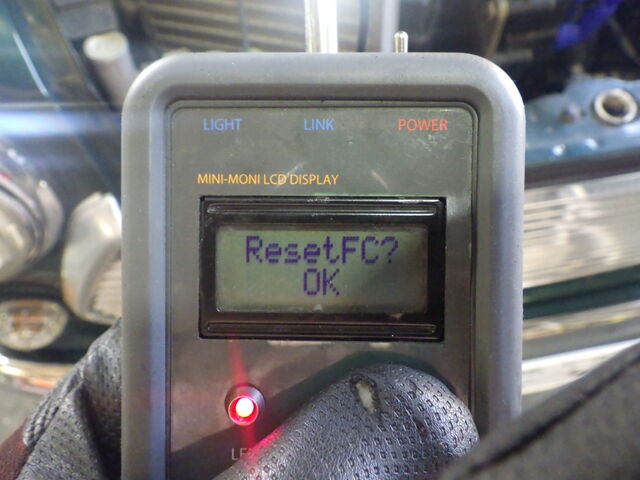 LIGHT LINK POWER
MINI-MONI LCD DISPLAY
ResetFC?
OK